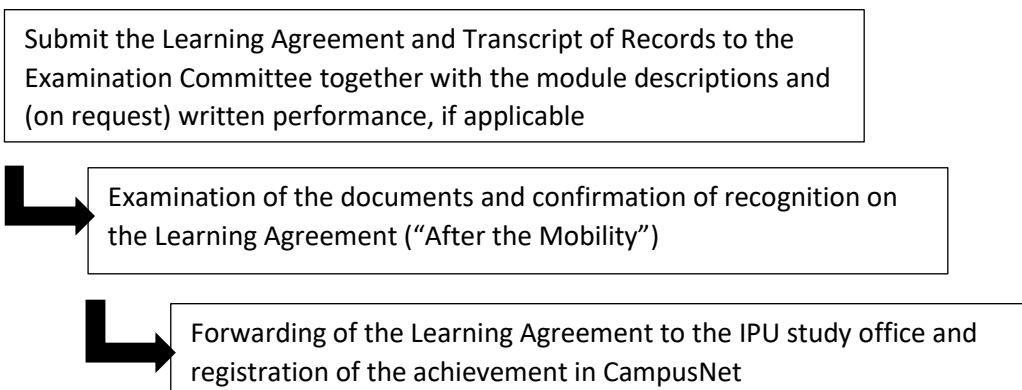 Submit the Learning Agreement and Transcript of Records to the
Examination Committee together with the module descriptions and
(on request) written performance, if applicable
Examination of the documents and confirmation of recognition on
the Learning Agreement (“After the Mobility”)
Forwarding of the Learning Agreement to the IPU study office and
registration of the achievement in CampusNet